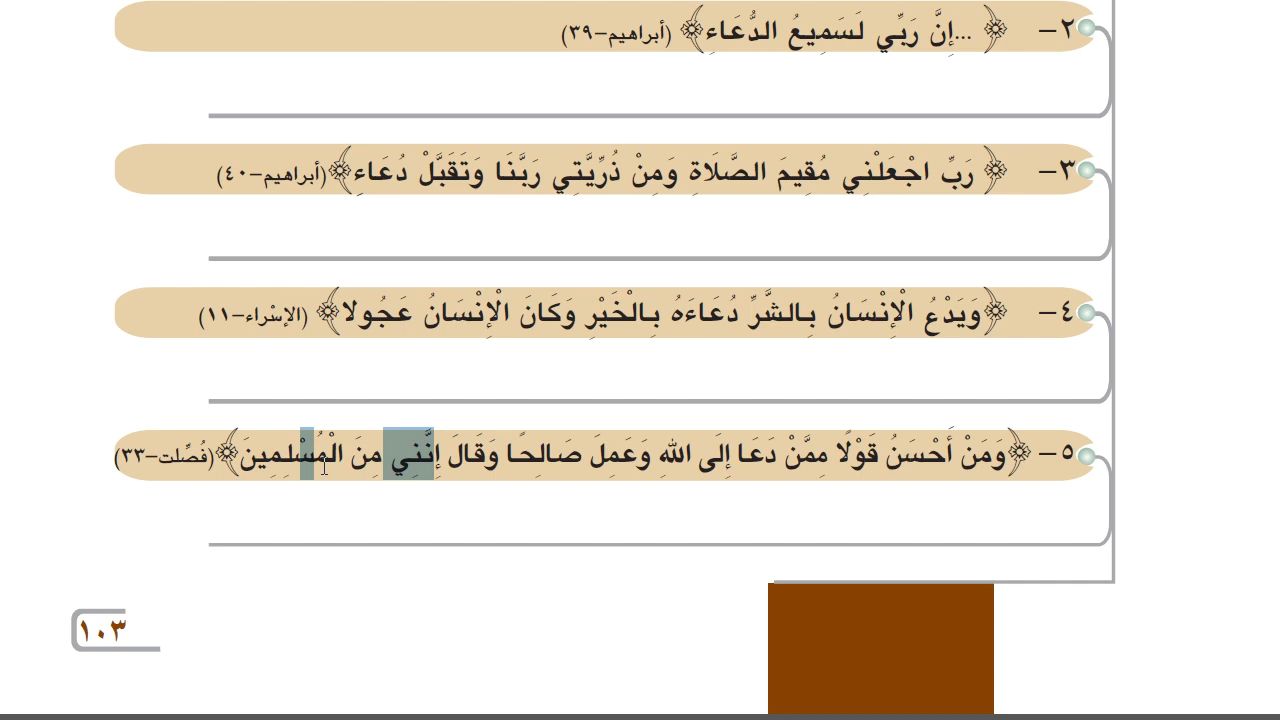 ٢- ﴿ ...إِنَّ رَبِّي لَسَمِيعُ الدُّعَاءِ﴾ (أبراهيم-٣٩)
٣- ﴿ رَبِّ اجْعَلْنِي مُقِيمَ الصَّلَاةِ وَمِنْ ذُرِّيَّتِي رَبَّنَا وَتَقَبَّلْ دُعَاءِ﴾(أبراهيم-٤٠)
٤- ﴿وَيَدْعُ الْإِنْسَانُ بِالشَّرِّ دُعَاءَهُ بِالْخَيْرِ وَكَانَ الْإِنْسَانُ عَجُولا﴾ (الإسْراء-١١)
٥- ﴿وَمَنْ أَحْسَنُ قَوْلًا مِمَّنْ دَعَا إِلَى اللهِ وَعَمِلَ صَالِحًا وَقَالَ إِنَّنِي مِنَ الْمُسْلِمِينَ﴾(فُصِّلت-٣٣)
١٠٣